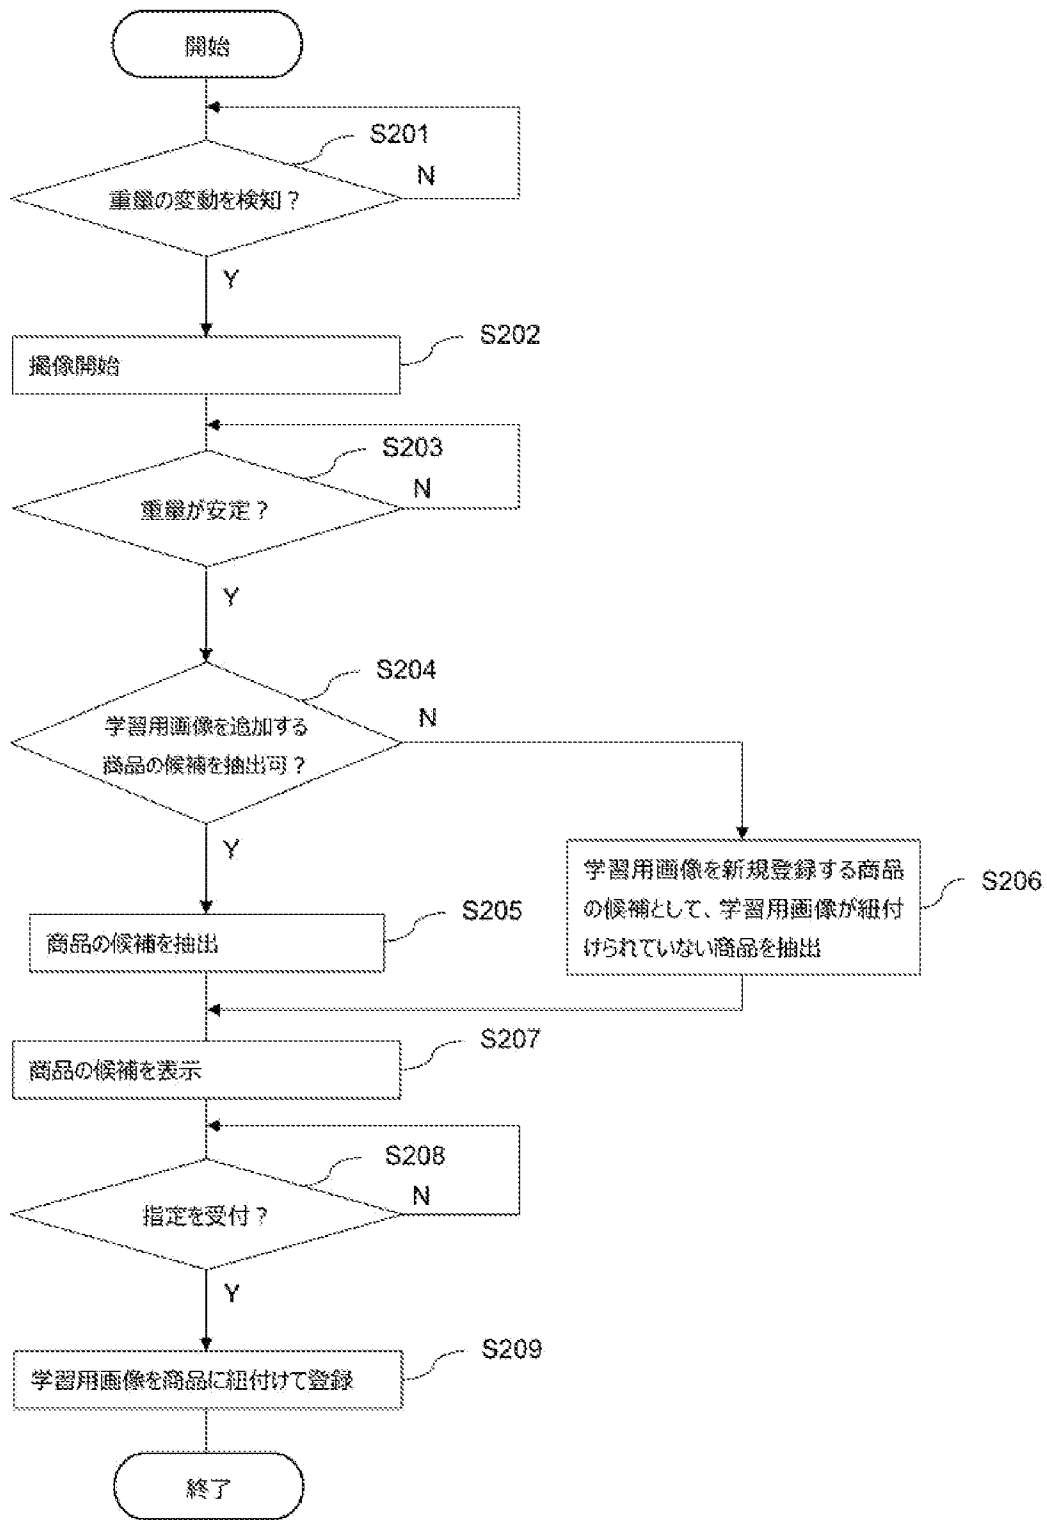 開始
S201
重量の変動を検知？
N
Y
S202
撮像開始
S203
重量が安定？
N
Y
S204
学習用画像を追加する
商品の候補を抽出可？
N
Y
学習用画像を新規登録する商品
の候補として、学習用画像が紐付
けられていない商品を抽出
S206
S205
商品の候補を抽出
S207
商品の候補を表示
S208
指定を受付？
N
Y
S209
学習用画像を商品に紐付けて登録
終了